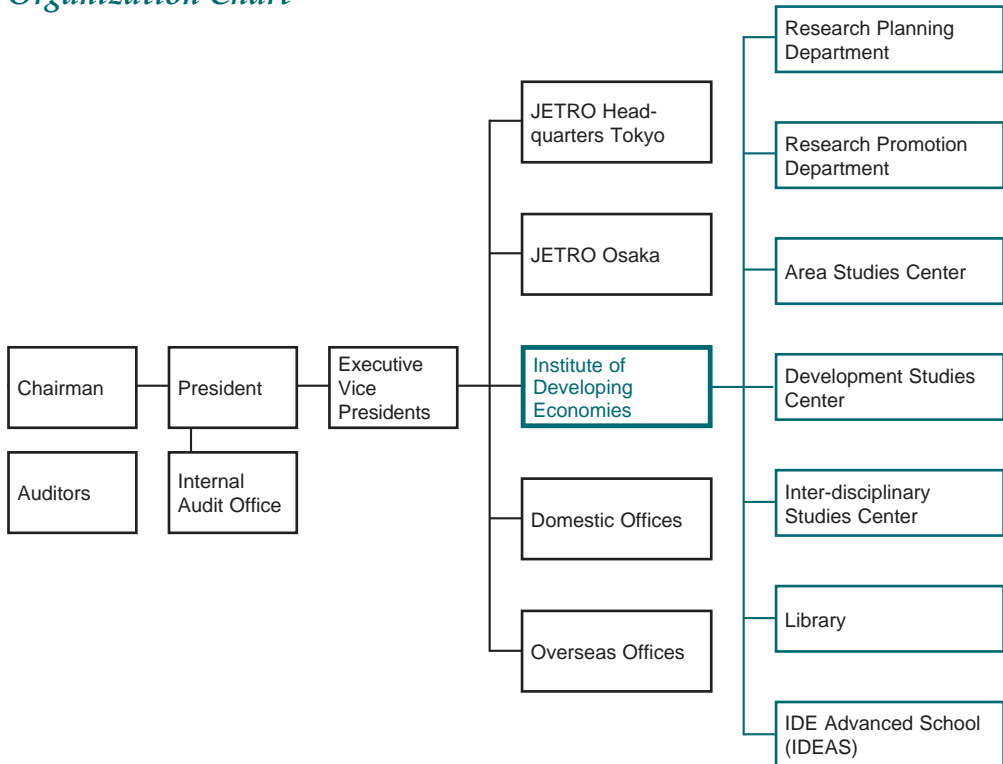 Organization Chart
Chairman
Auditors
President
Internal
Audit Office
Executive
Vice
Presidents
JETRO Head-
quarters Tokyo
JETRO Osaka
Institute of
Developing
Economies
Domestic Offices
Overseas Offices
Research Planning
Department
Research Promotion
Department
Area Studies Center
Development Studies
Center
Inter-disciplinary
Studies Center
Library
IDE Advanced School
(IDEAS)